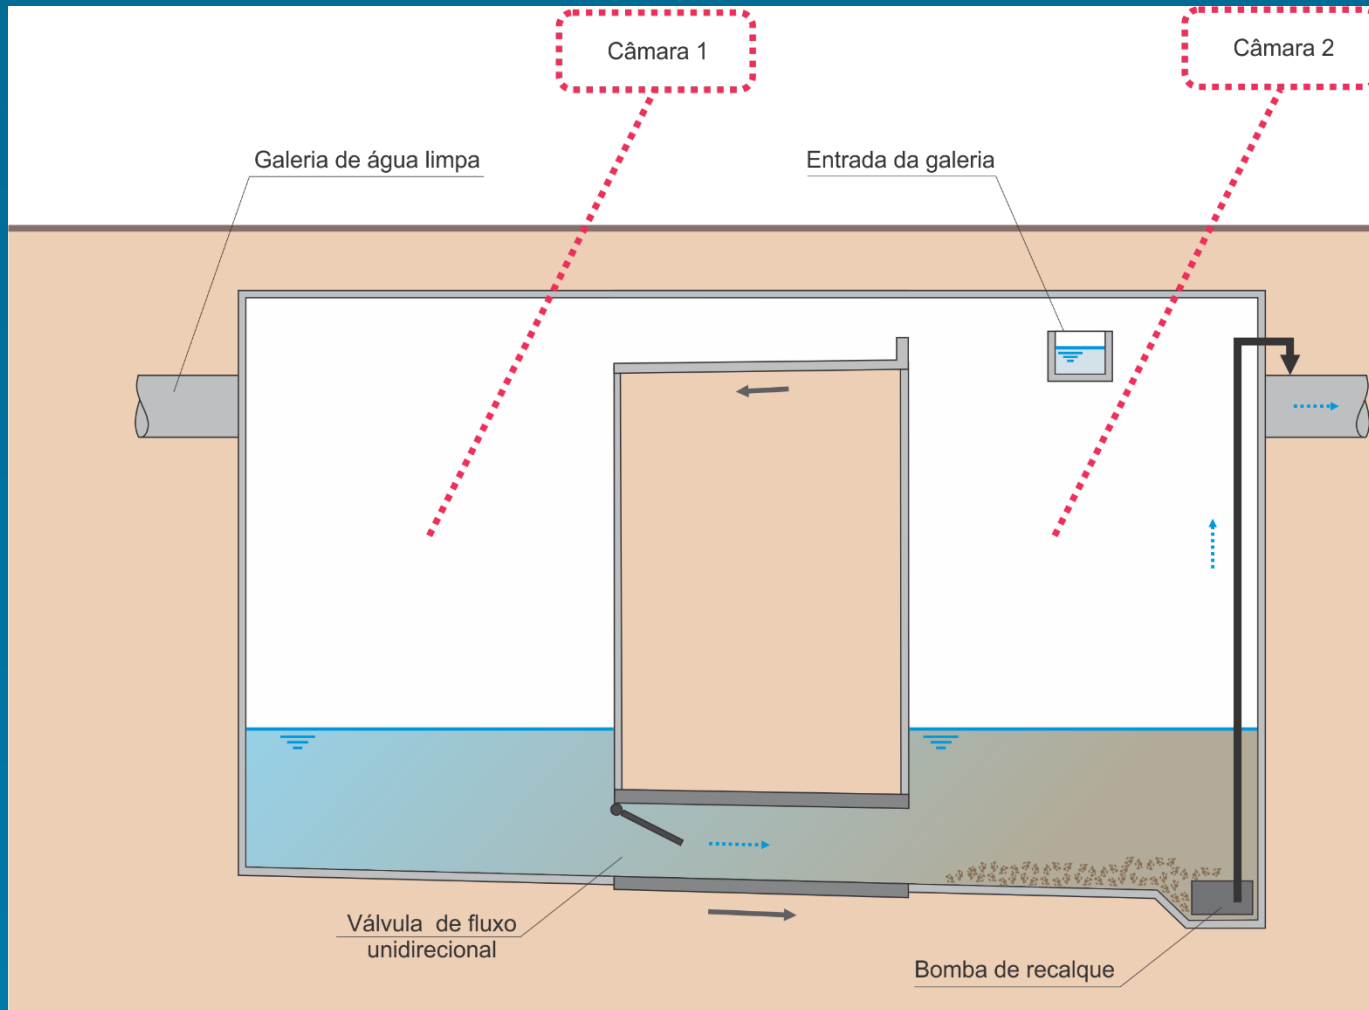 Câmara 1
Câmara 2
Galeria de água limpa
Entrada da galeria
Válvula de fluxo
unidirecional
Bomba de recalque